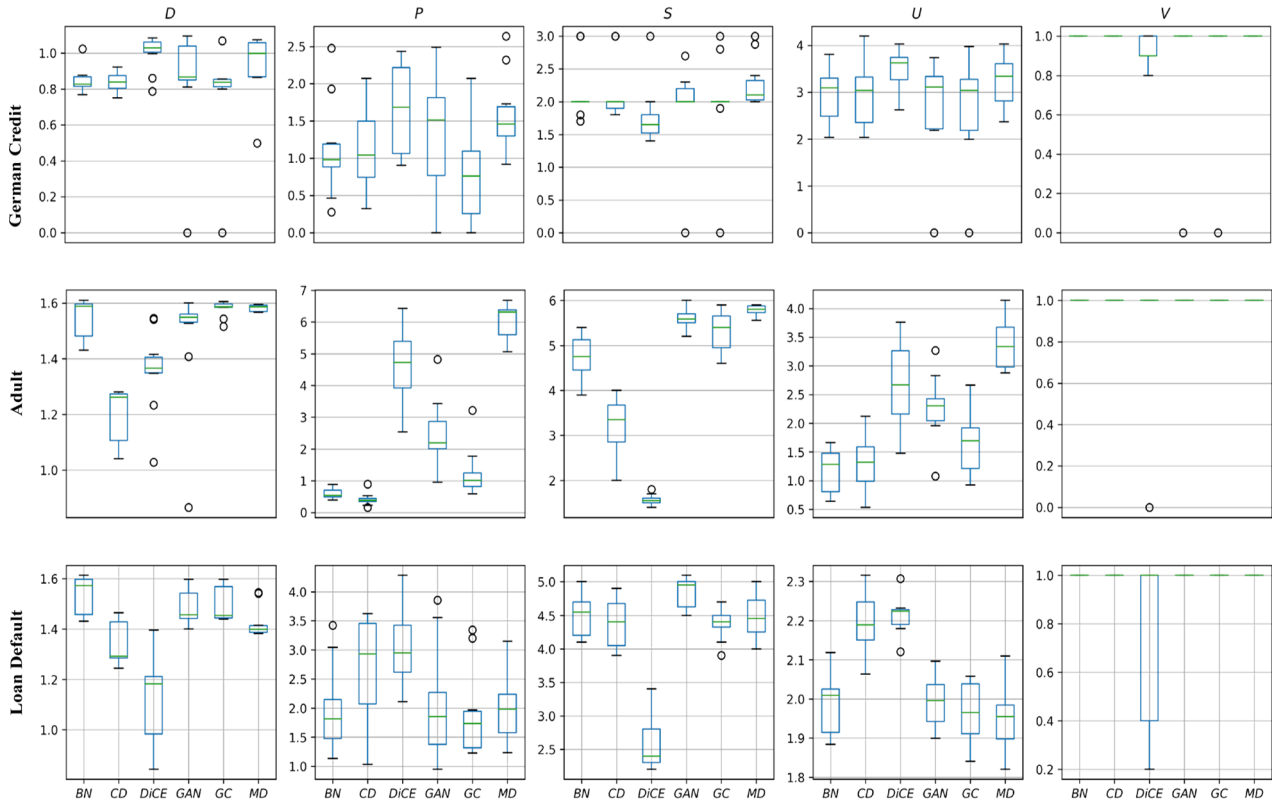 D P S U V
German Credit
1.0 0.8 0.6 0.4 0.2 0.0
2.5 2.0 1.5 1.0 0.5 0.0
3.0 2.5 2.0 1.5 1.0 0.5 0.0
4 3 2 1 0
1.0 0.8 0.6 0.4 0.2 0.0
Adult
1.6 1.4 1.2 1.0
7 6 5 4 3 2 1 0
6 5 4 3 2
4.0 3.5 3.0 2.5 2.0 1.5 1.0 0.5
1.0 0.8 0.6 0.4 0.2 0.0
Loan Default
1.6 1.4 1.2 1.0
4.0 3.5 3.0 2.5 2.0 1.5 1.0
5.0 4.5 4.0 3.5 3.0 2.5
2.3 2.2 2.1 2.0 1.9 1.8
1.0 0.8 0.6 0.4 0.2
BN CD DiCE GAN GC MD BN CD DiCE GAN GC MD BN CD DiCE GAN GC MD BN CD DiCE GAN GC MD BN CD DiCE GAN GC MD